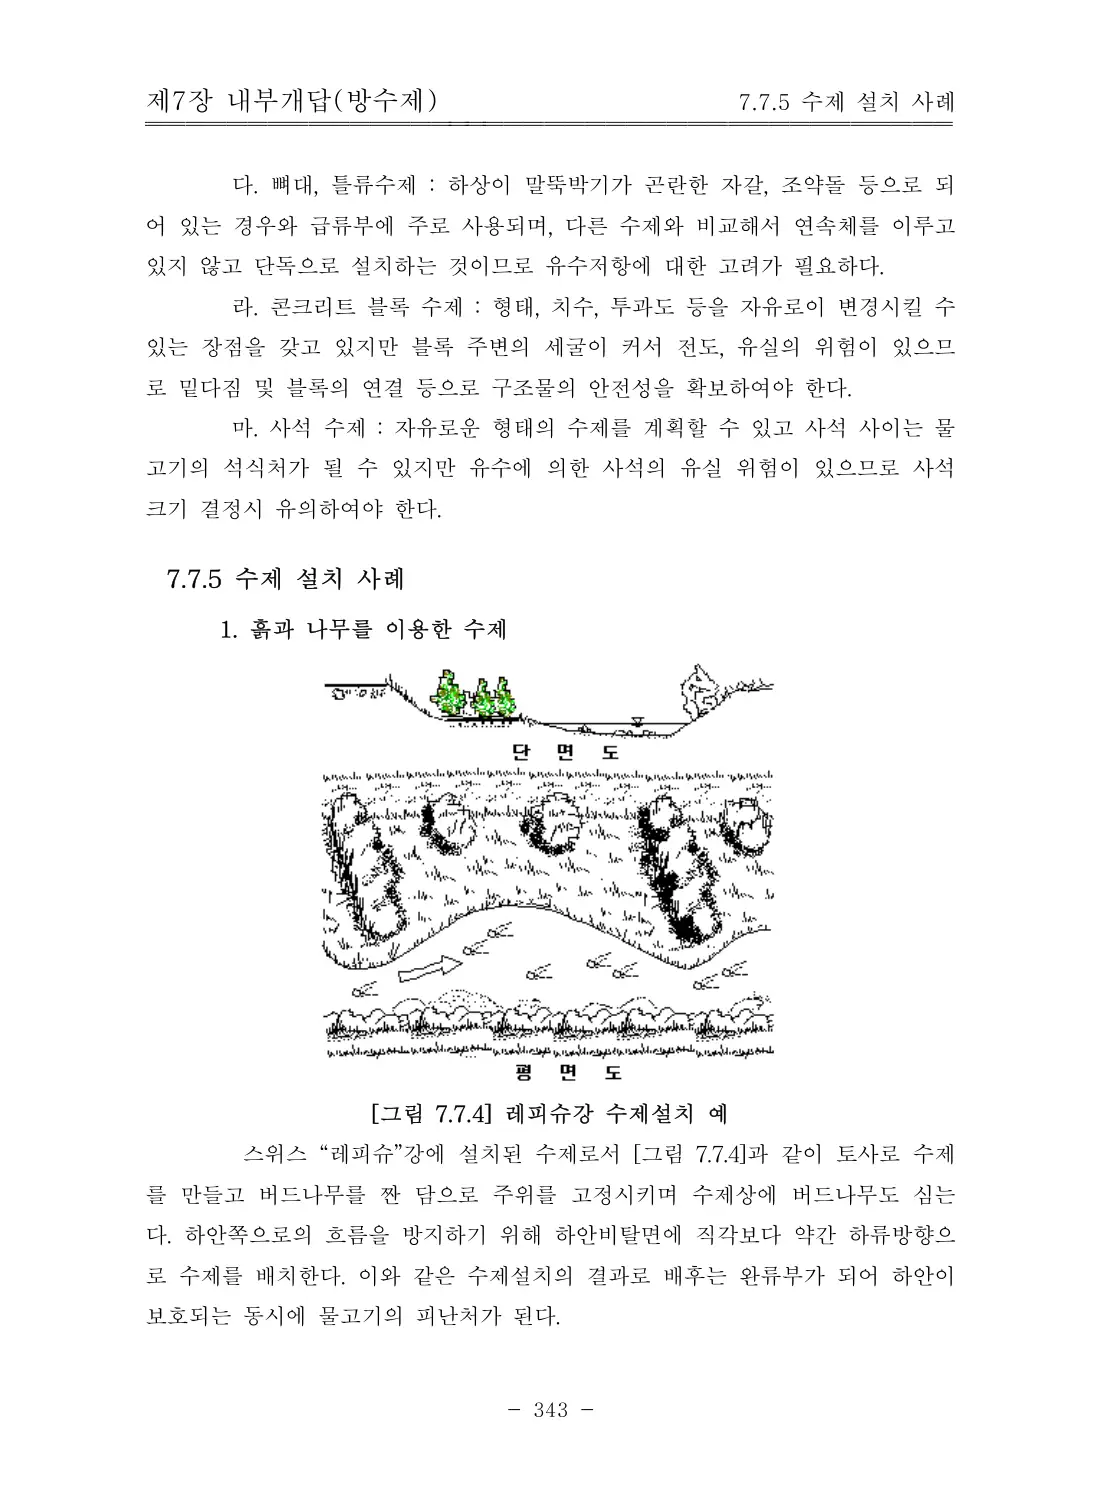 제7장 내부개답(방수제) 7.7.5 수제 설치 사례
다. 뼈대, 틀류수제 : 하상이 말뚝박기가 곤란한 자갈, 조약돌 등으로 되
어 있는 경우와 급류부에 주로 사용되며, 다른 수제와 비교해서 연속체를 이루고
있지 않고 단독으로 설치하는 것이므로 유수저항에 대한 고려가 필요하다.
라. 콘크리트 블록 수제 : 형태, 치수, 투과도 등을 자유로이 변경시킬 수
있는 장점을 갖고 있지만 블록 주변의 세굴이 커서 전도, 유실의 위험이 있으므
로 밑다짐 및 블록의 연결 등으로 구조물의 안전성을 확보하여야 한다.
마. 사석 수제 : 자유로운 형태의 수제를 계획할 수 있고 사석 사이는 물
고기의 석식처가 될 수 있지만 유수에 의한 사석의 유실 위험이 있으므로 사석
크기 결정시 유의하여야 한다.
7.7.5 수제 설치 사례
1. 흙과 나무를 이용한 수제
단 면 도
평 면 도
[그림 7.7.4] 레피슈강 수제설치 예
스위스 “레피슈”강에 설치된 수제로서 [그림 7.7.4]과 같이 토사로 수제
를 만들고 버드나무를 짠 담으로 주위를 고정시키며 수제상에 버드나무도 심는
다. 하안쪽으로의 흐름을 방지하기 위해 하안비탈면에 직각보다 약간 하류방향으
로 수제를 배치한다. 이와 같은 수제설치의 결과로 배후는 완류부가 되어 하안이
보호되는 동시에 물고기의 피난처가 된다.
- 343 -